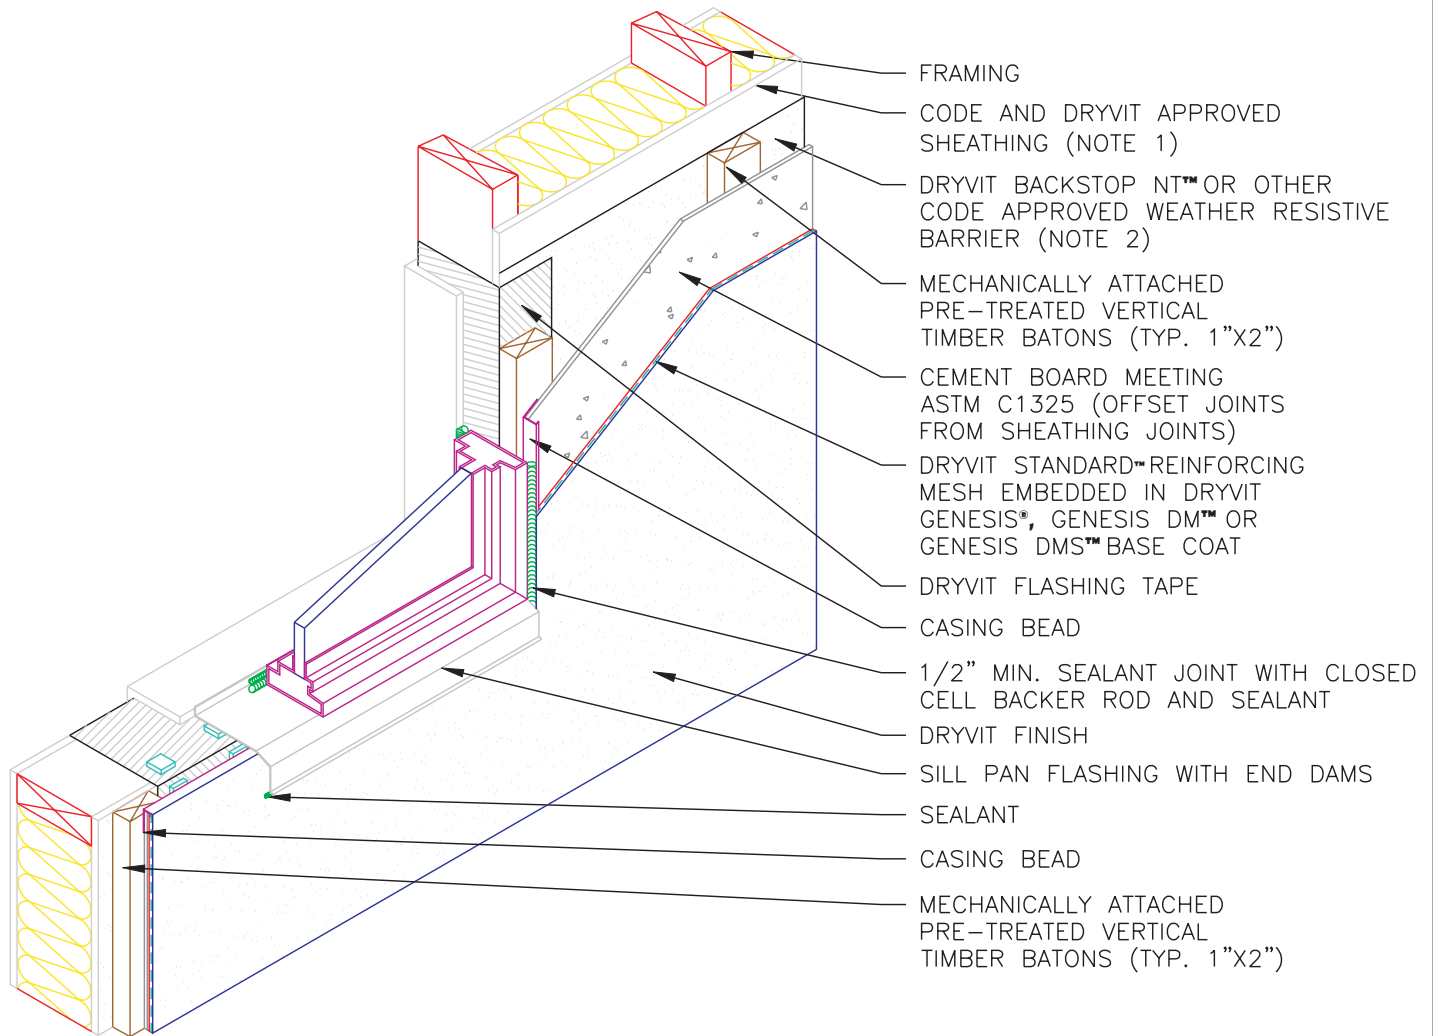 FRAMING
CODE AND DRYVIT APPROVED
SHEATHING (NOTE 1)
DRYVIT BACKSTOP NT™ OR OTHER
CODE APPROVED WEATHER RESISTIVE
BARRIER (NOTE 2)
MECHANICALLY ATTACHED
PRE-TREATED VERTICAL
TIMBER BATONS (TYP. 1”X2”)
CEMENT BOARD MEETING
ASTM C1325 (OFFSET JOINTS
FROM SHEATHING JOINTS)
DRYVIT STANDARD™ REINFORCING
MESH EMBEDDED IN DRYVIT
GENESIS®, GENESIS DM™ OR
GENESIS DMS™ BASE COAT
DRYVIT FLASHING TAPE
CASING BEAD
1/2” MIN. SEALANT JOINT WITH CLOSED
CELL BACKER ROD AND SEALANT
DRYVIT FINISH
SILL PAN FLASHING WITH END DAMS
SEALANT
CASING BEAD
MECHANICALLY ATTACHED
PRE-TREATED VERTICAL
TIMBER BATONS (TYP. 1”X2”)